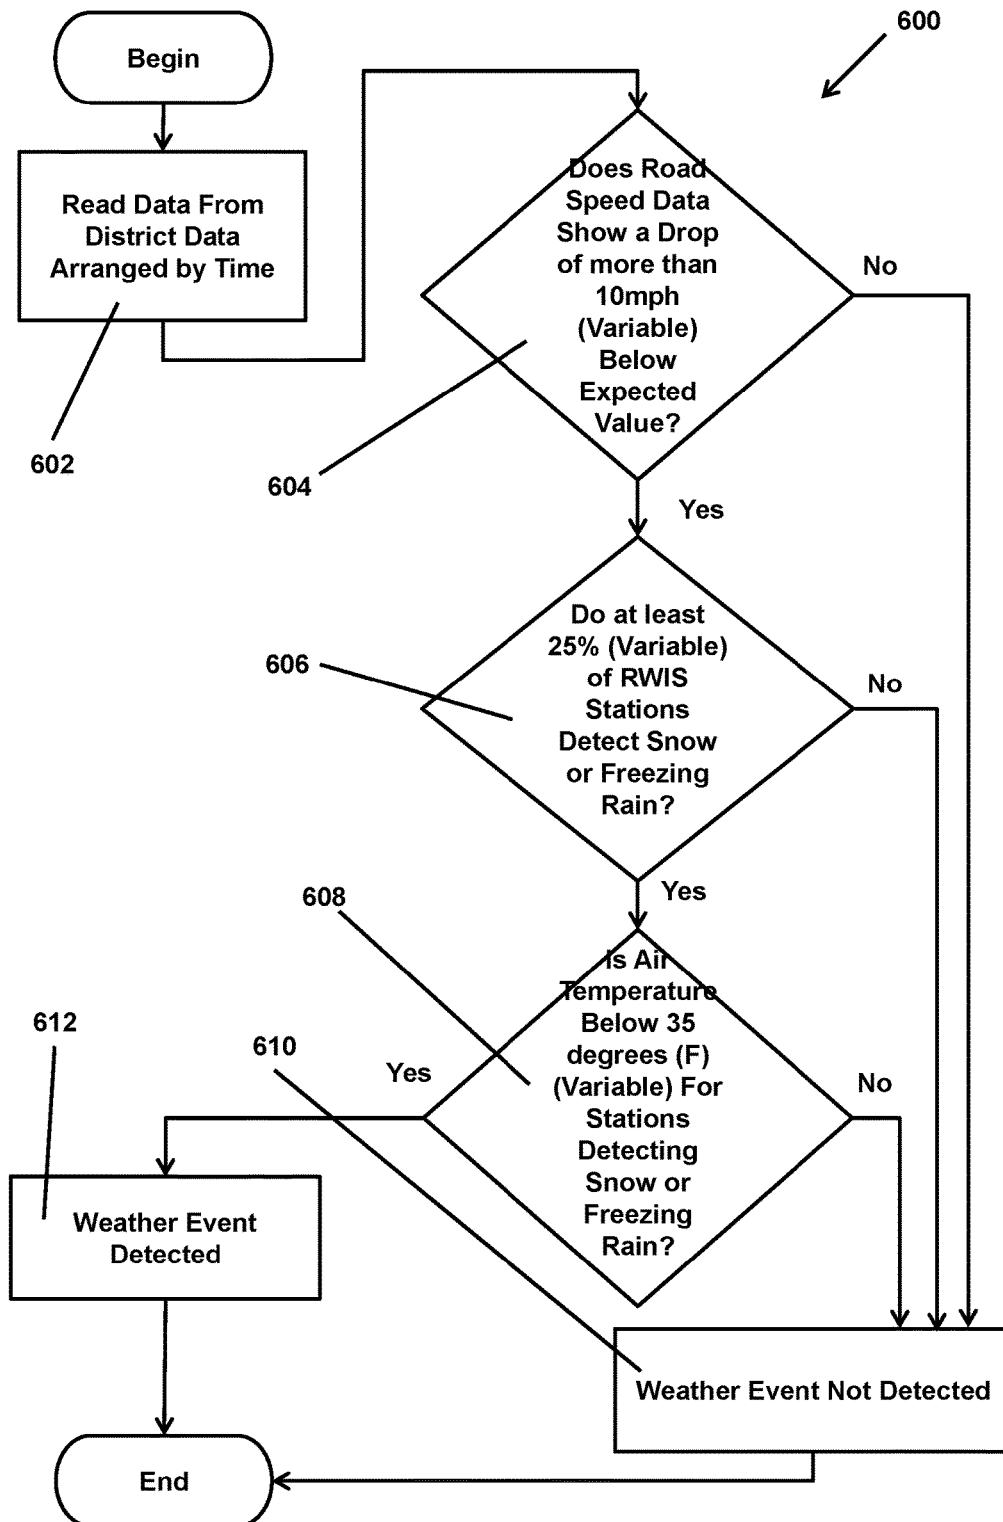 600
Begin
Read Data From
District Data
Arranged by Time
602
Does Road
Speed Data
Show a Drop
of more than
10mph
(Variable)
Below
Expected
Value?
No
604
Yes
Do at least
25% (Variable)
of RWIS
Stations
Detect Snow
or Freezing
Rain?
606
No
Yes
608
Is Air
Temperature
Below 35
degrees (F)
(Variable) For
Stations
Detecting
Snow or
Freezing
Rain?
612
610
Yes
No
Weather Event
Detected
Weather Event Not Detected
End